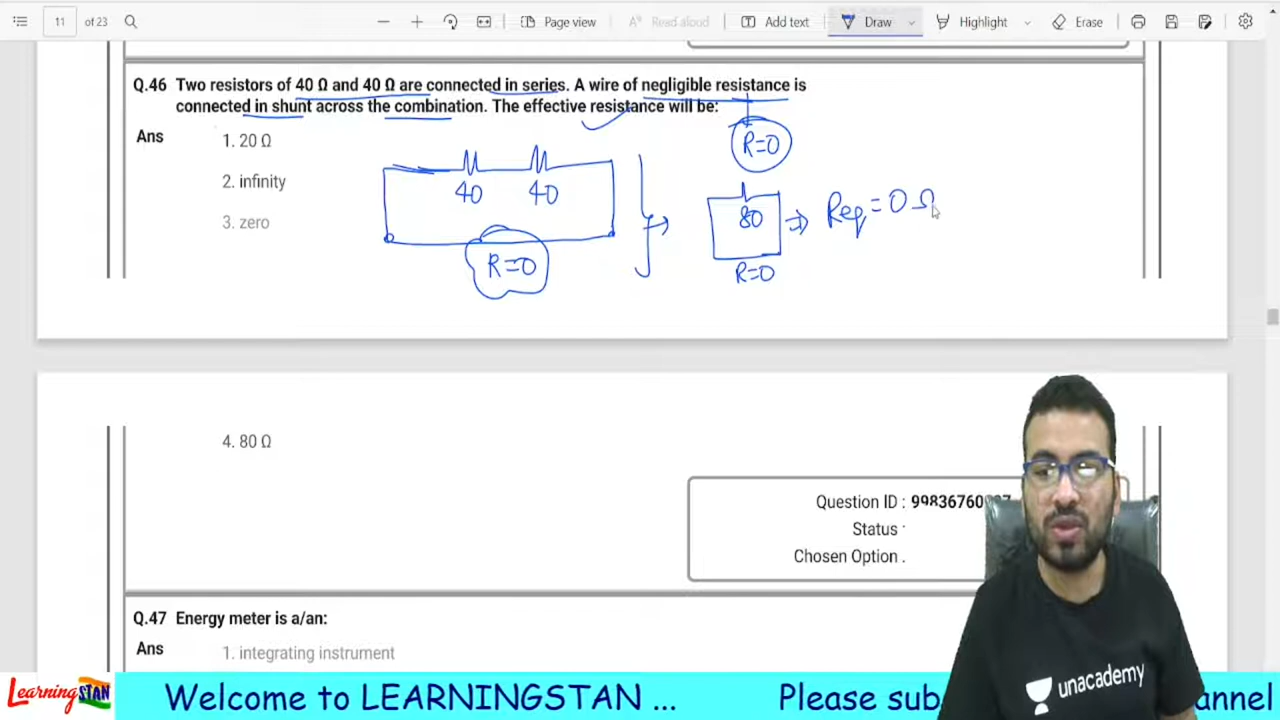 11 of 23
Page view
Read aloud
Add text
Draw
Highlight
Erase
Q.46 Two resistors of 40 Ω and 40 Ω are connected in series. A wire of negligible resistance is
connected in shunt across the combination. The effective resistance will be:
Ans
1. 20 Ω
2. infinity
3. zero
40 40
R=0
R=0
80
R=0
Req = 0 Ω
4. 80 Ω
Question ID :
Status :
Chosen Option :
Q.47 Energy meter is a/an:
Ans
1. integrating instrument
unacademy
LearningSTAN
Welcome to LEARNINGSTAN ...
Please